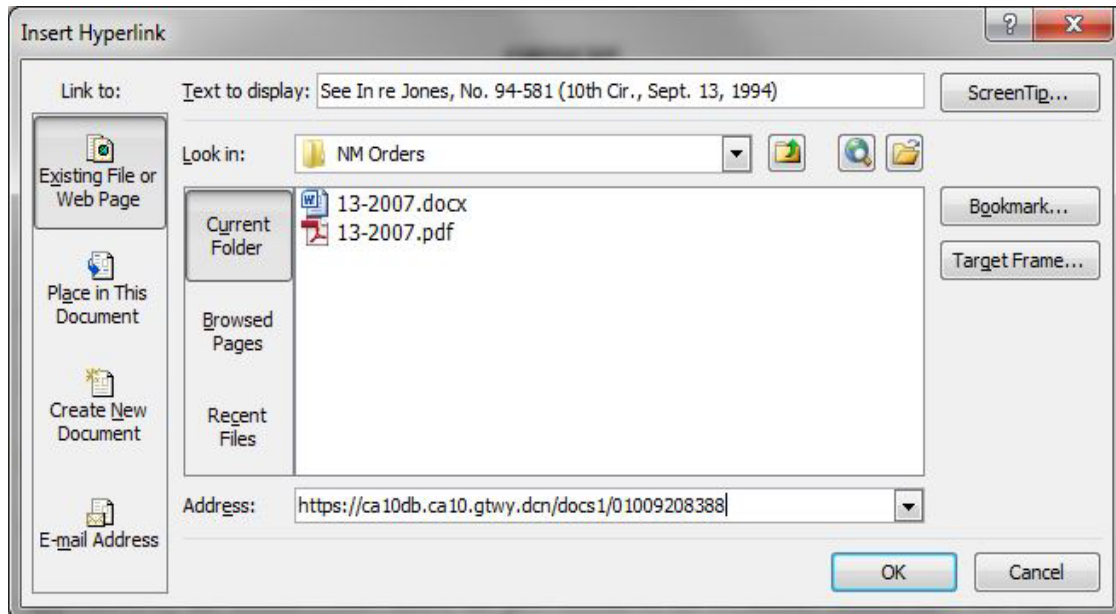 Insert Hyperlink
Link to:
Text to display: See In re Jones, No. 94-581 (10th Cir., Sept. 13, 1994)
ScreenTip...
Existing File or
Web Page
Look in: NM Orders
Current
Folder
13-2007.docx
13-2007.pdf
Bookmark...
Target Frame...
Place in This
Document
Browsed
Pages
Create New
Document
Recent
Files
Address: https://ca10db.ca10.gtwy.dcn/docs1/01009208388
E-mail Address
OK
Cancel